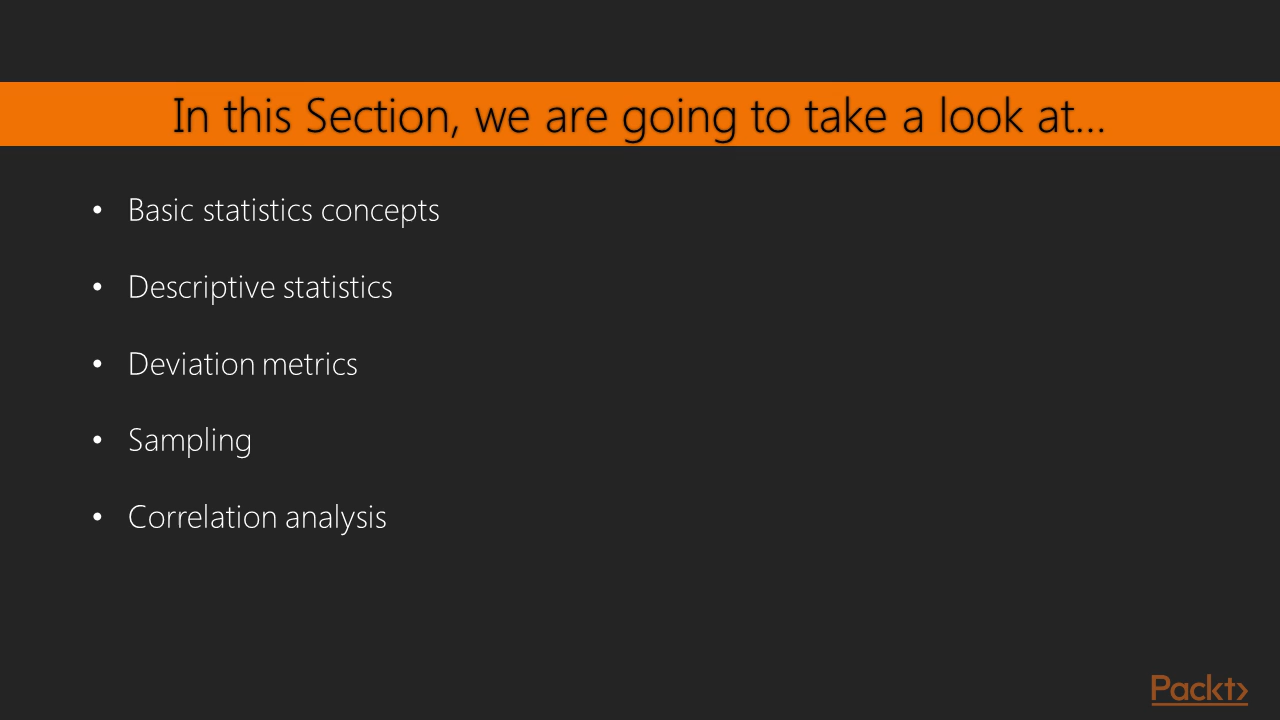 In this Section, we are going to take a look at...
• Basic statistics concepts
• Descriptive statistics
• Deviation metrics
• Sampling
• Correlation analysis
Packt>